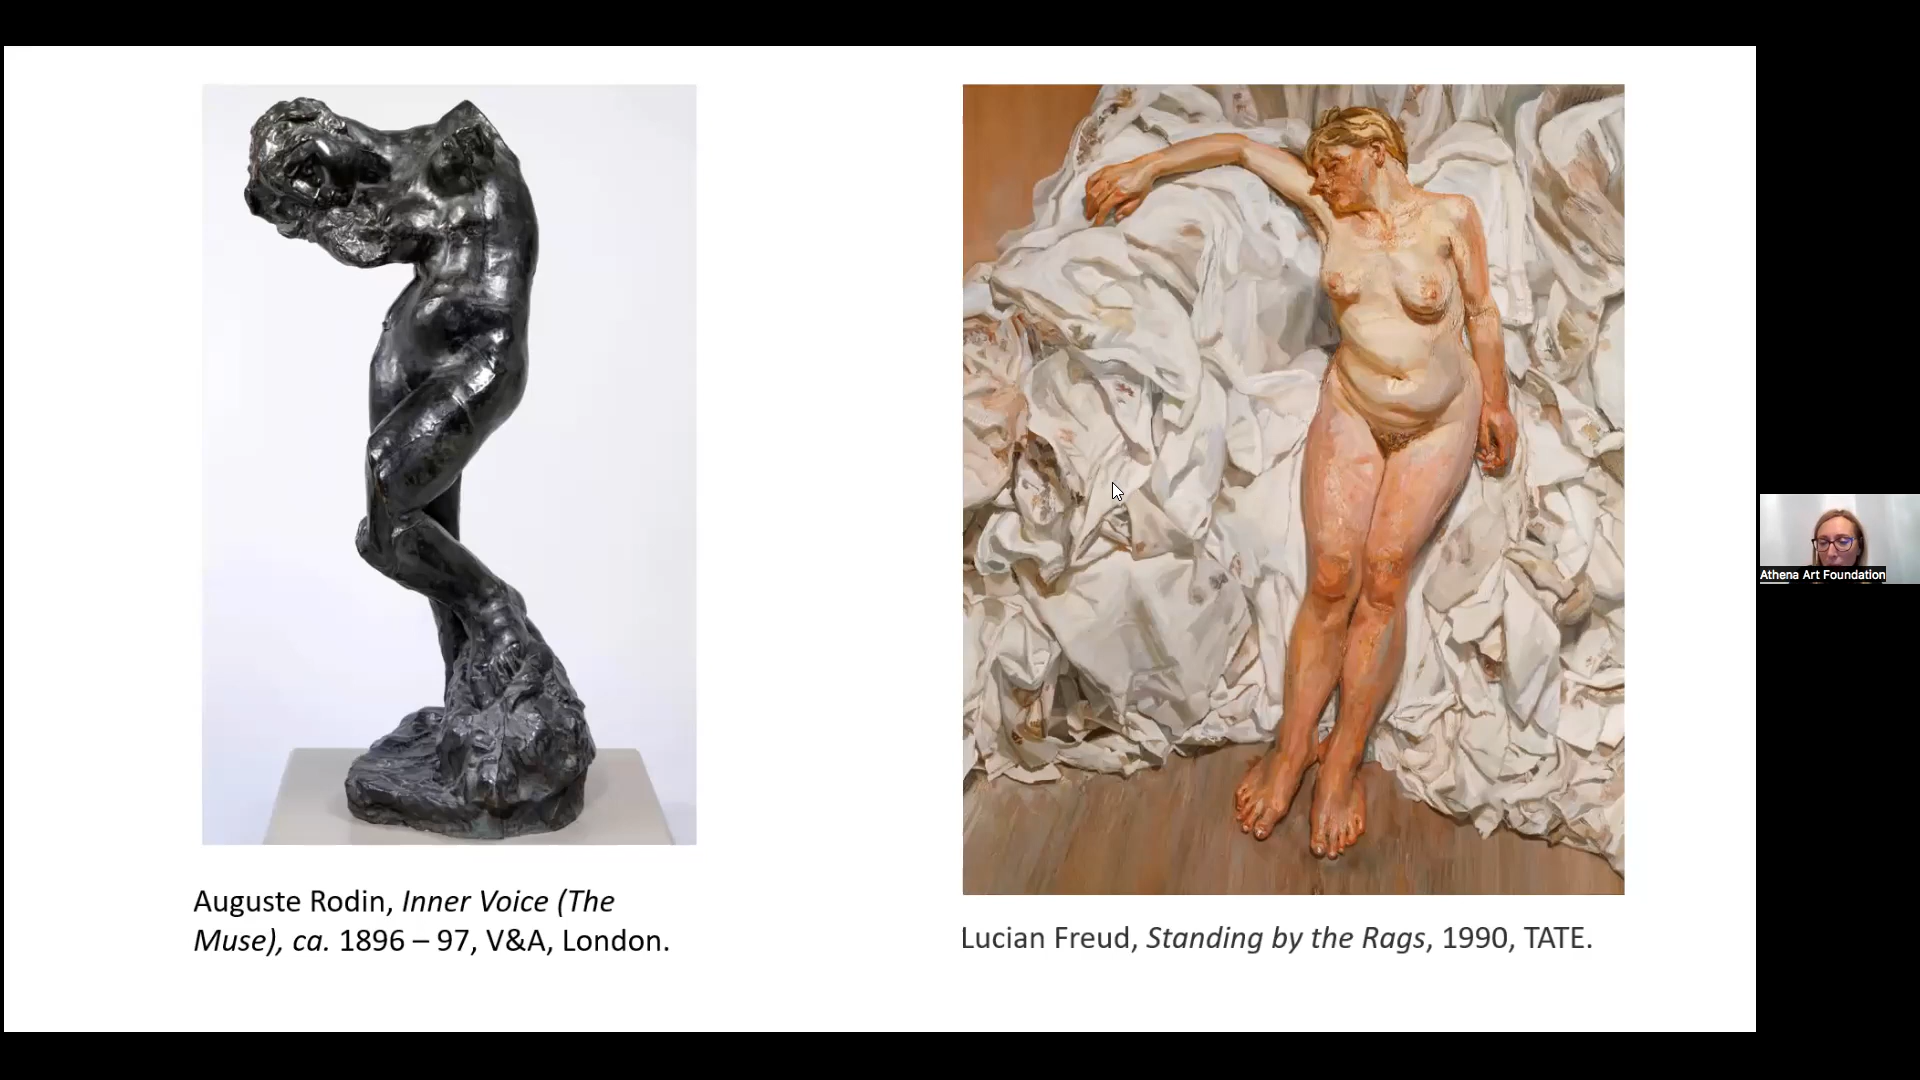 Auguste Rodin, Inner Voice (The
Muse), ca. 1896 – 97, V&A, London.
Lucian Freud, Standing by the Rags, 1990, TATE.
Athena Art Foundation